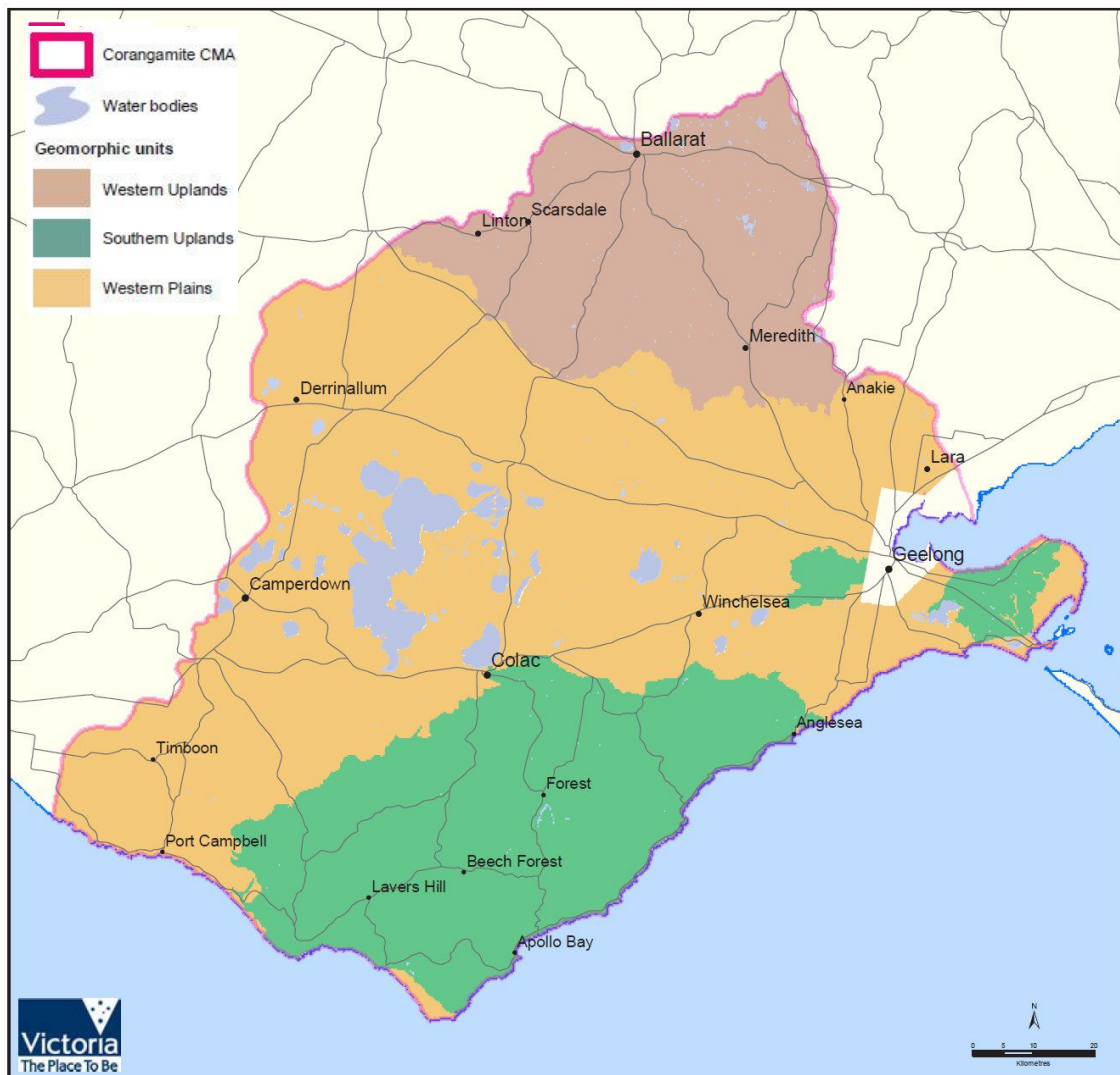 Corangamite CMA
Water bodies
Geomorphic units
Western Uplands
Southern Uplands
Western Plains
Ballarat
Scarsdale
Linton
Meredith
Derrinallum
Anakie
Lara
Geelong
Camperdown
Winchelsea
Colac
Anglesea
Timboon
Forest
Port Campbell
Beech Forest
Lavers Hill
Apollo Bay
Victoria
The Place To Be
N
0 5 10 20
Kilometres